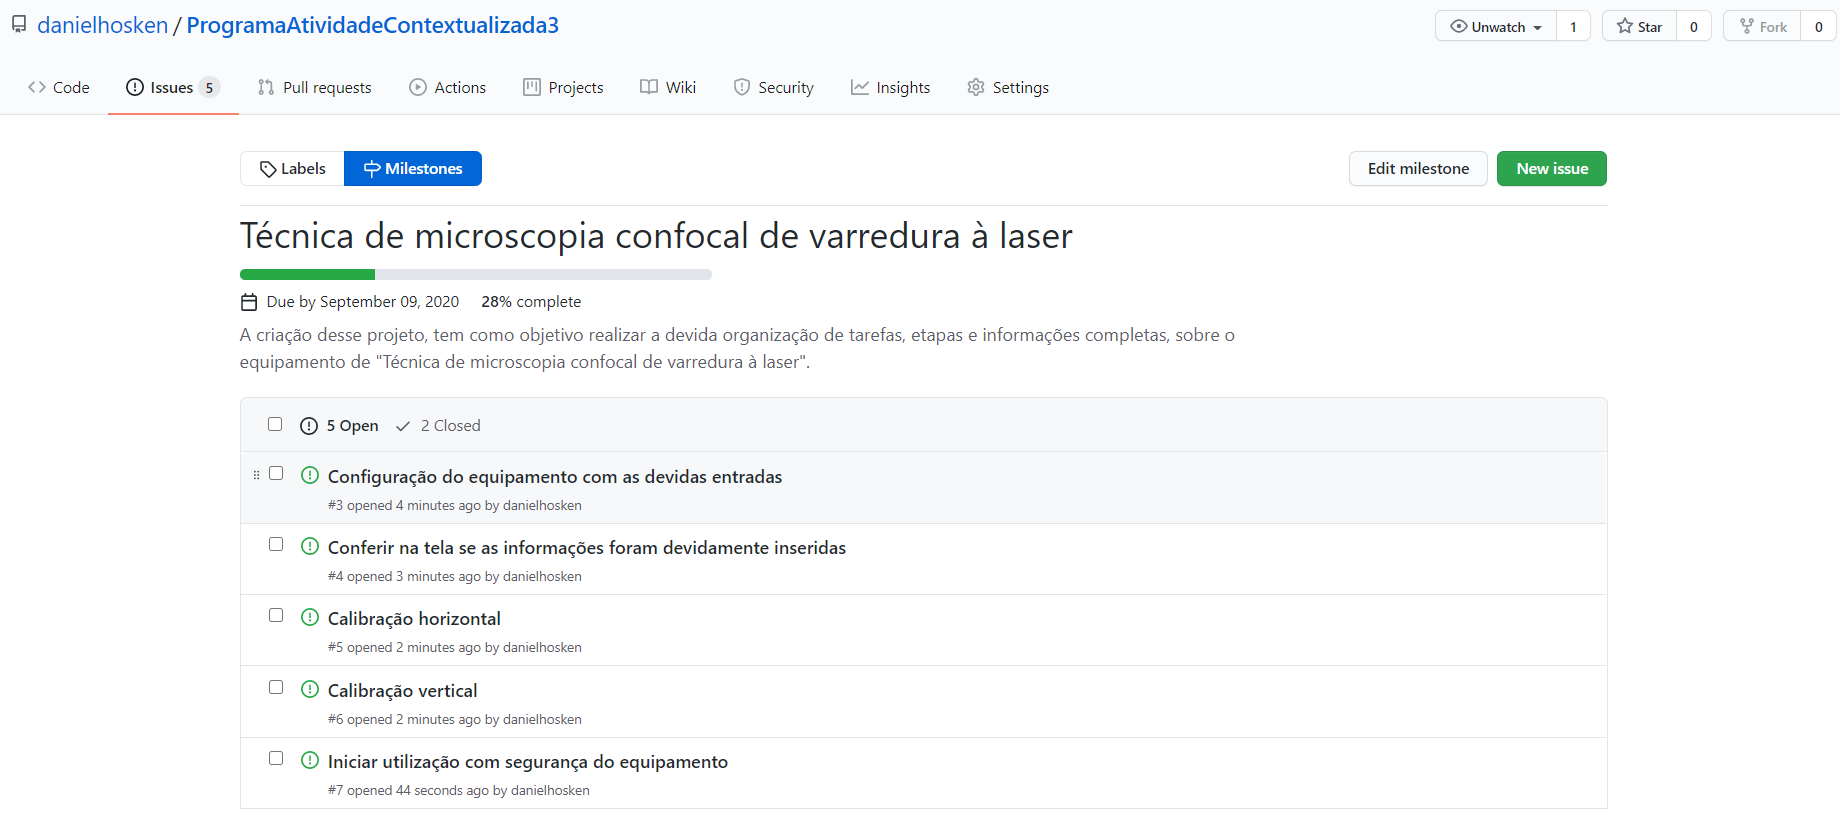 danielhosken / ProgramaAtividadeContextualizada3
Unwatch 1 Star 0 Fork 0
Code Issues 5 Pull requests Actions Projects Wiki Security Insights Settings
Labels Milestones Edit milestone New issue
Técnica de microscopia confocal de varredura à laser
Due by September 09, 2020 28% complete
A criação desse projeto, tem como objetivo realizar a devida organização de tarefas, etapas e informações completas, sobre o
equipamento de "Técnica de microscopia confocal de varredura à laser".
5 Open 2 Closed
Configuração do equipamento com as devidas entradas
#3 opened 4 minutes ago by danielhosken
Conferir na tela se as informações foram devidamente inseridas
#4 opened 3 minutes ago by danielhosken
Calibração horizontal
#5 opened 2 minutes ago by danielhosken
Calibração vertical
#6 opened 2 minutes ago by danielhosken
Iniciar utilização com segurança do equipamento
#7 opened 44 seconds ago by danielhosken